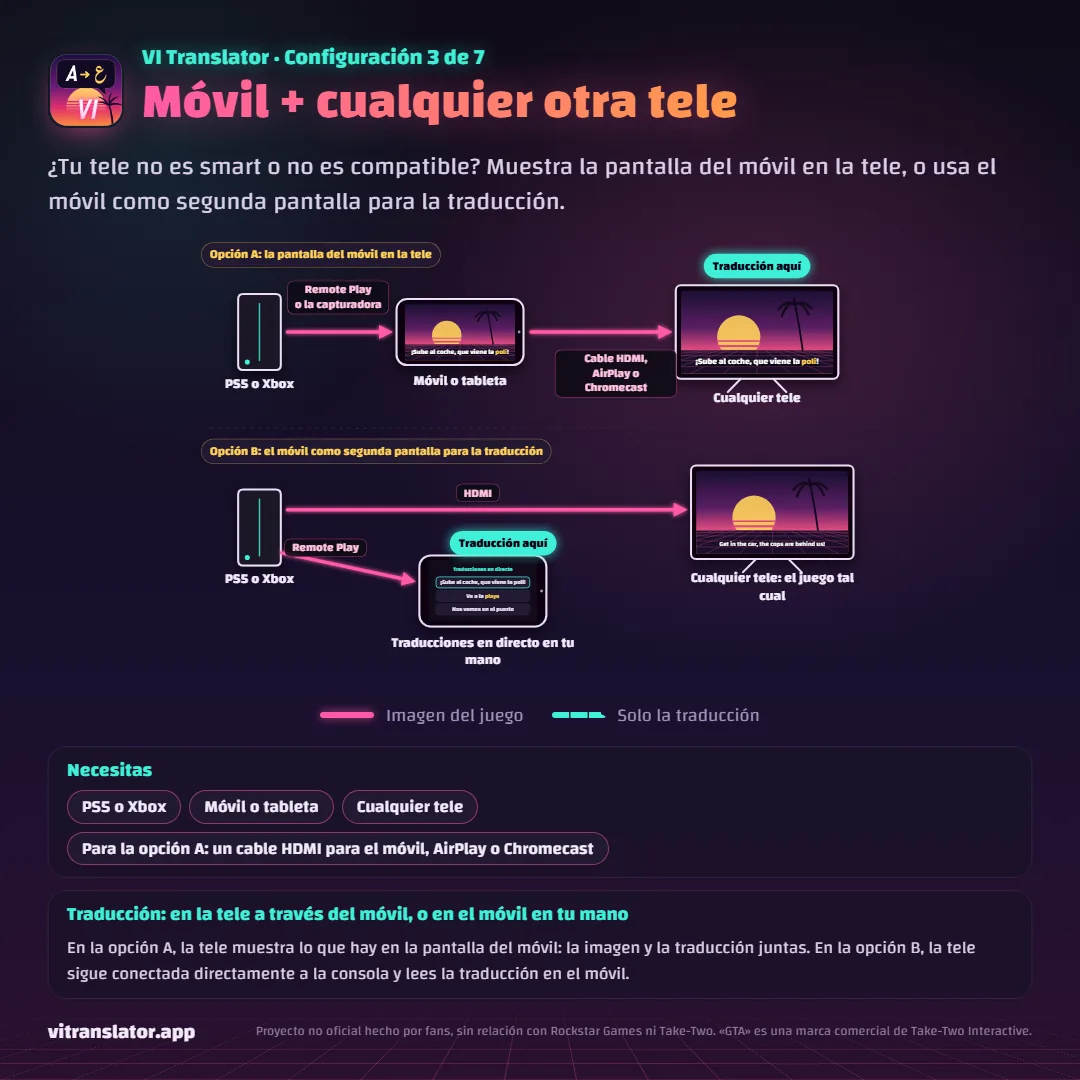 A→ع
VI
VI Translator · Configuración 3 de 7
Móvil + cualquier otra tele
¿Tu tele no es smart o no es compatible? Muestra la pantalla del móvil en la tele, o usa el
móvil como segunda pantalla para la traducción.
Opción A: la pantalla del móvil en la tele
Traducción aquí
Remote Play
o la capturadora
¡Sube al coche, que viene la poli!
¡Sube al coche, que viene la poli!
Cable HDMI,
AirPlay o
Chromecast
PS5 o Xbox
Móvil o tableta
Cualquier tele
Opción B: el móvil como segunda pantalla para la traducción
HDMI
Get in the car, the cops are behind us!
Remote Play
Traducción aquí
Traducciones en directo
¡Sube al coche, que viene la poli!
Ve a la playa
Nos vemos en el puerto
PS5 o Xbox
Cualquier tele: el juego tal
cual
Traducciones en directo en tu
mano
Imagen del juego
Solo la traducción
Necesitas
PS5 o Xbox
Móvil o tableta
Cualquier tele
Para la opción A: un cable HDMI para el móvil, AirPlay o Chromecast
Traducción: en la tele a través del móvil, o en el móvil en tu mano
En la opción A, la tele muestra lo que hay en la pantalla del móvil: la imagen y la traducción juntas. En la opción B, la tele
sigue conectada directamente a la consola y lees la traducción en el móvil.
vitranslator.app
Proyecto no oficial hecho por fans, sin relación con Rockstar Games ni Take-Two. «GTA» es una marca comercial de Take-Two Interactive.